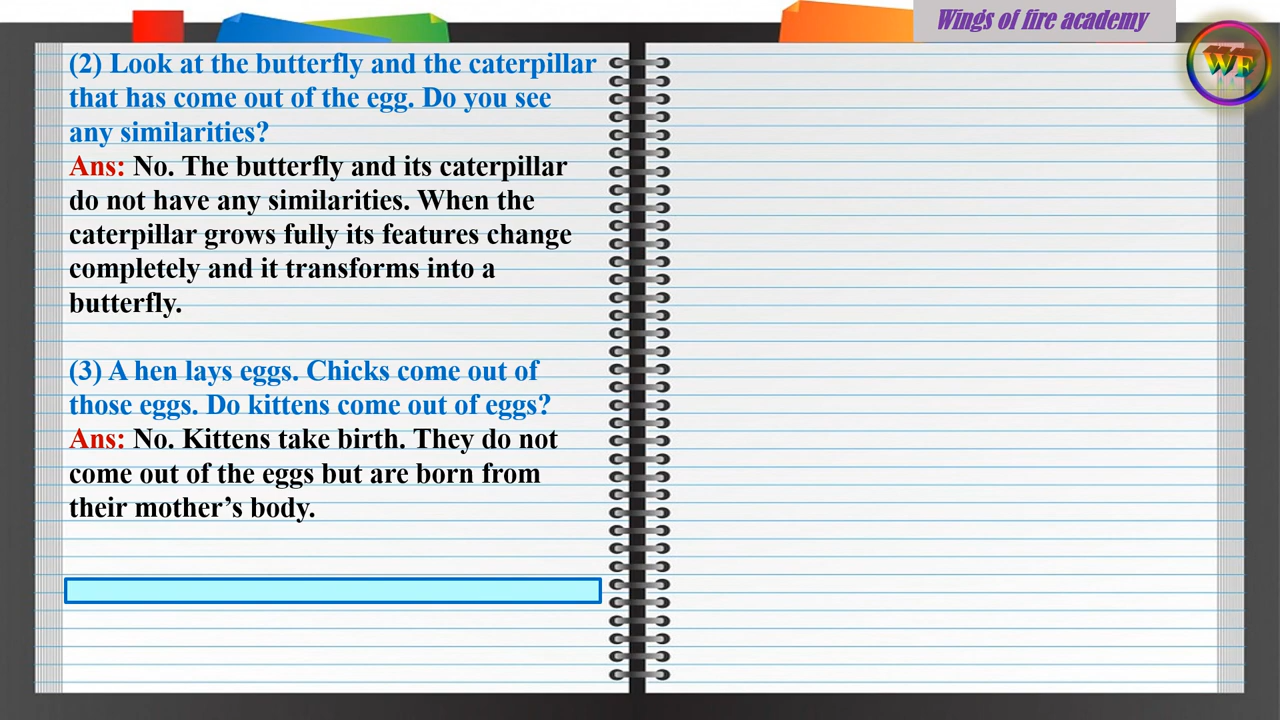 Wings of fire academy
WF
(2) Look at the butterfly and the caterpillar
that has come out of the egg. Do you see
any similarities?
Ans: No. The butterfly and its caterpillar
do not have any similarities. When the
caterpillar grows fully its features change
completely and it transforms into a
butterfly.
(3) A hen lays eggs. Chicks come out of
those eggs. Do kittens come out of eggs?
Ans: No. Kittens take birth. They do not
come out of the eggs but are born from
their mother’s body.